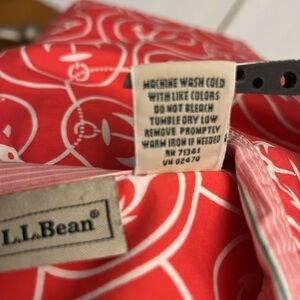 MACHINE WASH COLD
WITH LIKE COLORS
DO NOT BLEACH
TUMBLE DRY LOW
REMOVE PROMPTLY
WARM IRON IF NEEDED
RN 71341
VN 02470
L.L.Bean®